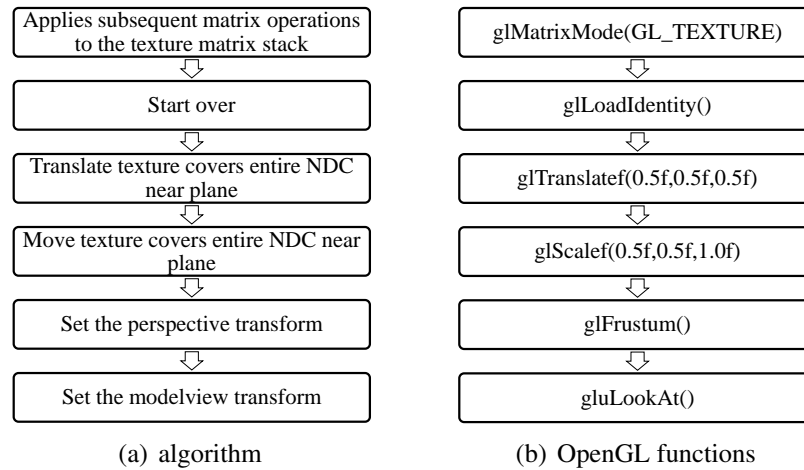 Applies subsequent matrix operations
to the texture matrix stack
Start over
Translate texture covers entire NDC
near plane
Move texture covers entire NDC near
plane
Set the perspective transform
Set the modelview transform
(a) algorithm
glMatrixMode(GL_TEXTURE)
glLoadIdentity()
glTranslatef(0.5f,0.5f,0.5f)
glScalef(0.5f,0.5f,1.0f)
glFrustum()
gluLookAt()
(b) OpenGL functions